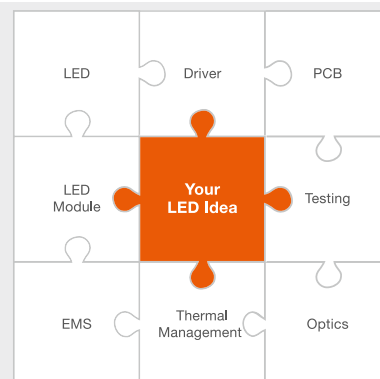 LED
Driver
PCB
LED
Module
Your
LED Idea
Testing
EMS
Thermal
Management
Optics